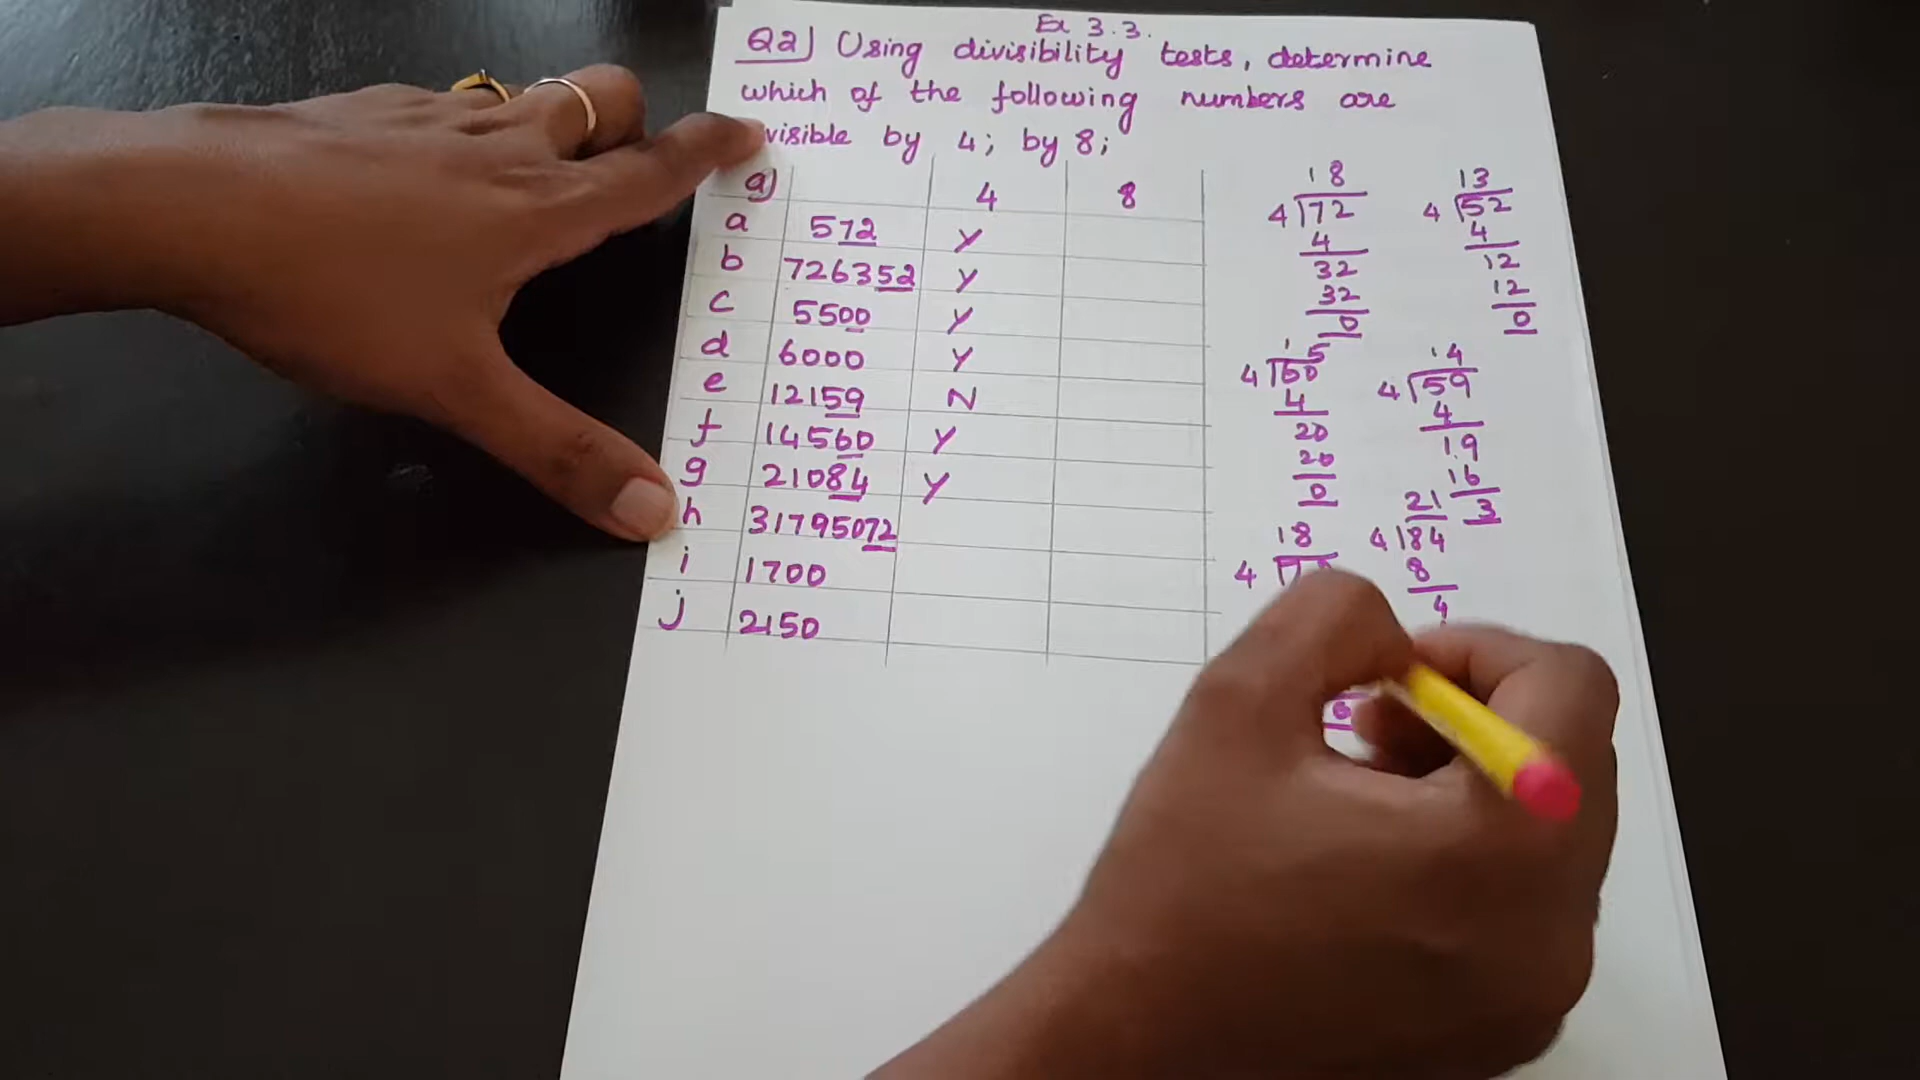 Ex 3.3.
Q2) Using divisibility tests, determine
which of the following numbers are
visible by 4; by 8;
a) 4 8
a 572 Y
b 726352 Y
c 5500 Y
d 6000 Y
e 12159 N
f 14560 Y
g 21084 Y
h 31795072
i 1700
j 2150
18
4 72
4
32
32
0
13
4 52
4
12
12
0
15
4 60
4
20
20
0
14
4 59
4
19
16
3
18
4
21
4 84
8
4